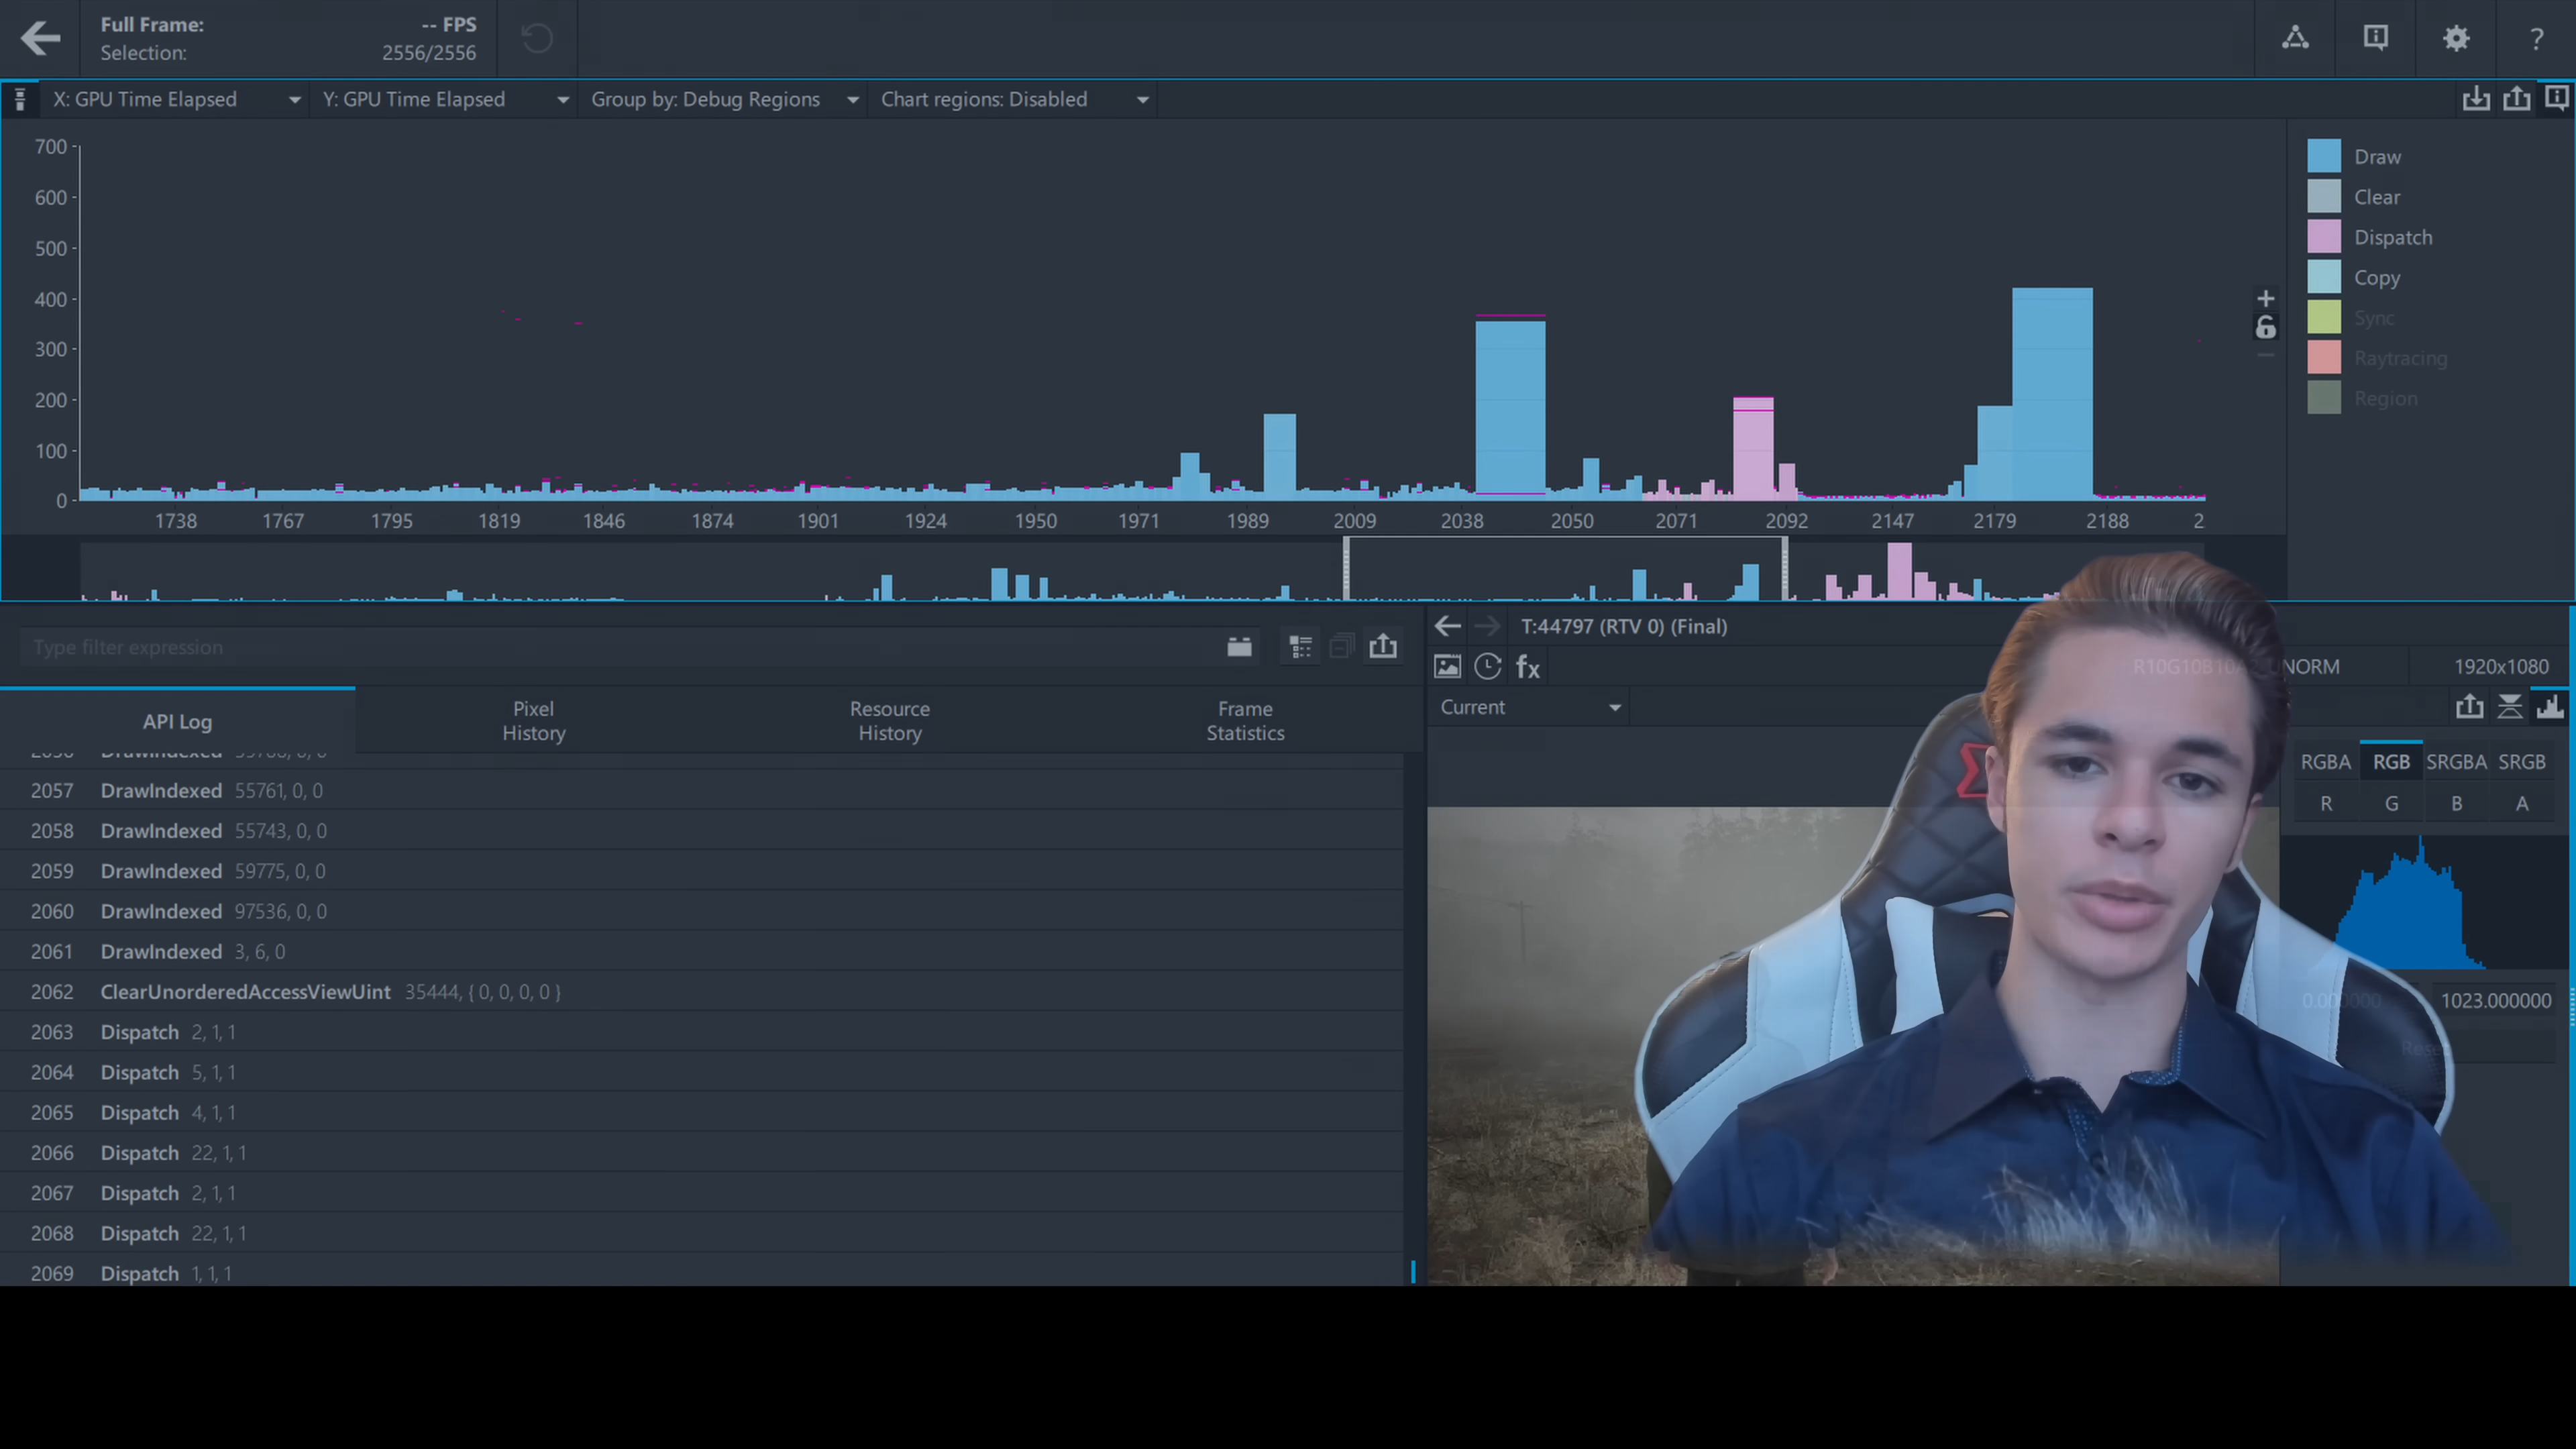 Full Frame: -- FPS
Selection: 2556/2556
?
X: GPU Time Elapsed
Y: GPU Time Elapsed
Group by: Debug Regions
Chart regions: Disabled
700
600
500
400
300
200
100
0
1738 1767 1795 1819 1846 1874 1901 1924 1950 1971 1989 2009 2038 2050 2071 2092 2147 2179 2188 2
Draw
Clear
Dispatch
Copy
Sync
Raytracing
Region
+
Type filter expression
API Log
Pixel History
Resource History
Frame Statistics
2057 DrawIndexed 55761, 0, 0
2058 DrawIndexed 55743, 0, 0
2059 DrawIndexed 59775, 0, 0
2060 DrawIndexed 97536, 0, 0
2061 DrawIndexed 3, 6, 0
2062 ClearUnorderedAccessViewUint 35444, { 0, 0, 0, 0 }
2063 Dispatch 2, 1, 1
2064 Dispatch 5, 1, 1
2065 Dispatch 4, 1, 1
2066 Dispatch 22, 1, 1
2067 Dispatch 2, 1, 1
2068 Dispatch 22, 1, 1
2069 Dispatch 1, 1, 1
T:44797 (RTV 0) (Final)
fx
1920x1080
Current
RGBA RGB SRGBA SRGB
R G B A
0.000000 1023.000000